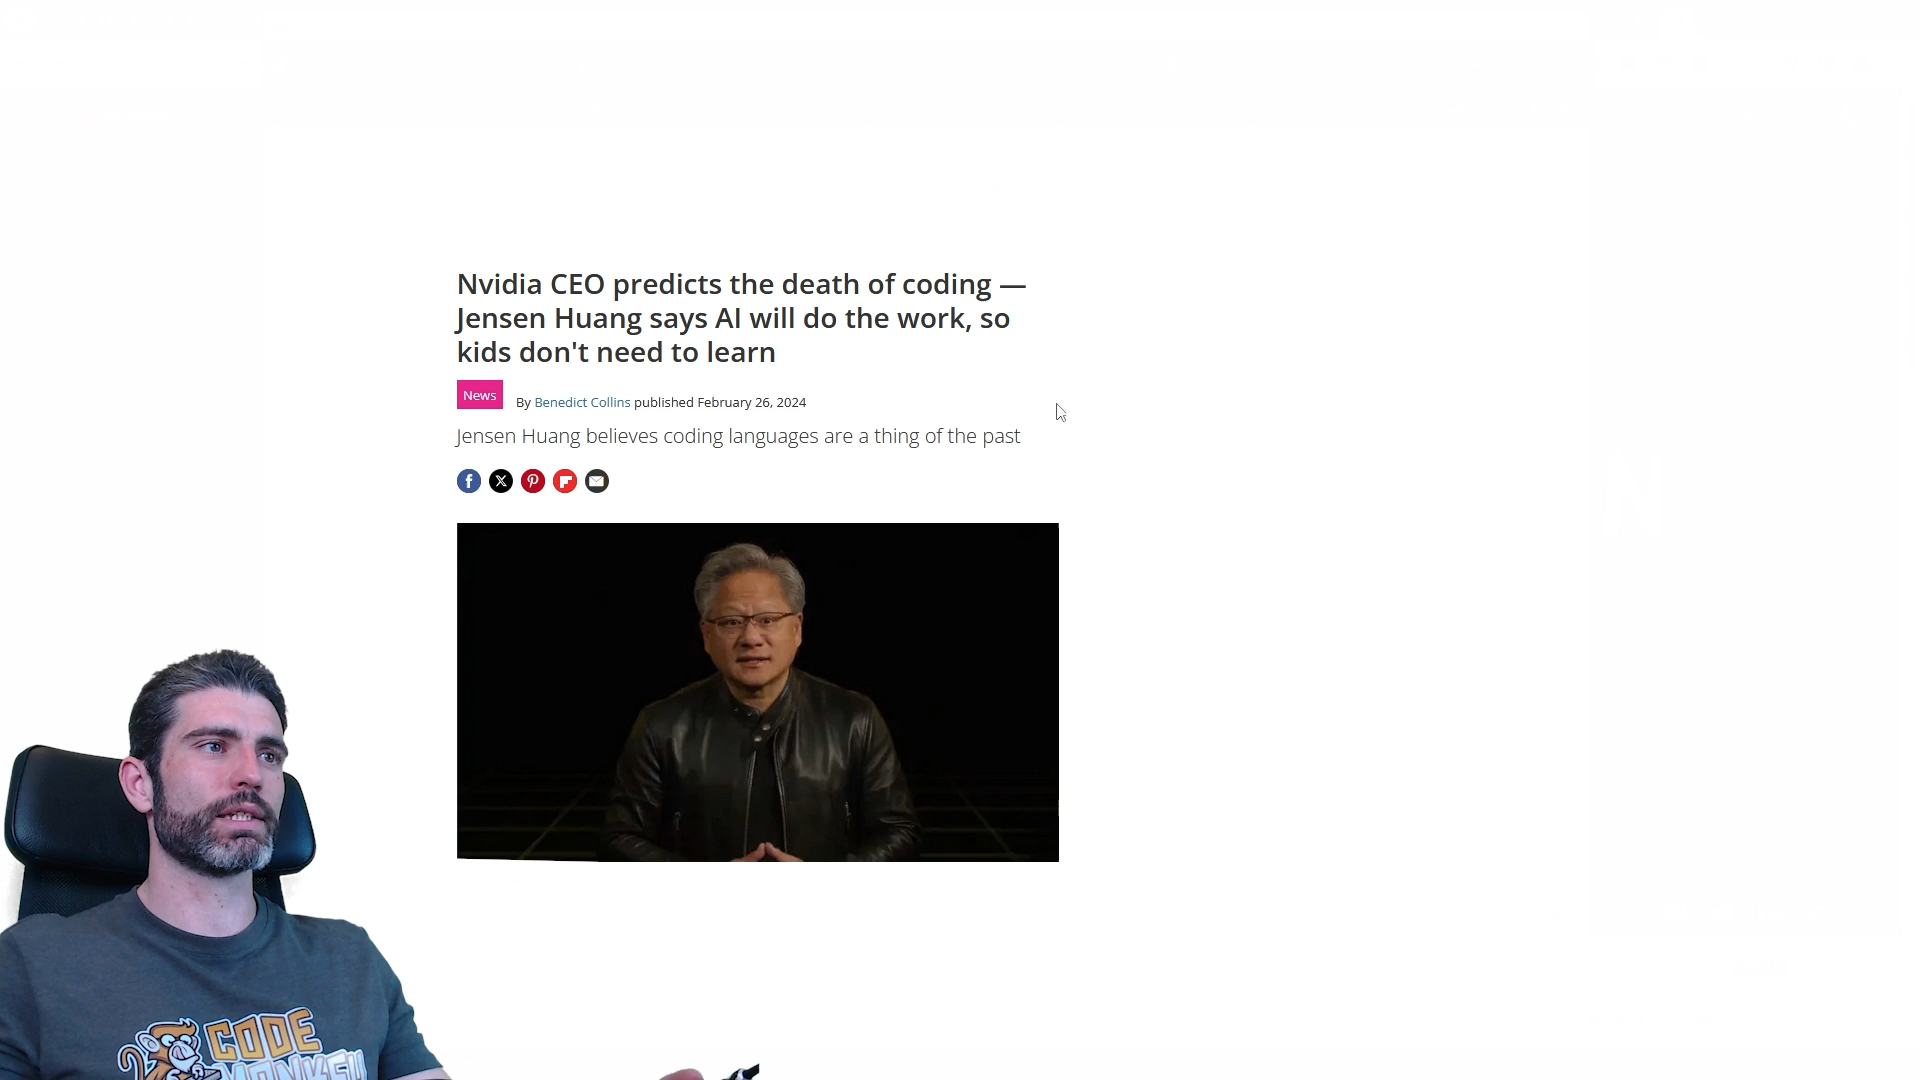 Nvidia CEO predicts the death of coding —
Jensen Huang says AI will do the work, so
kids don't need to learn
News
By Benedict Collins published February 26, 2024
Jensen Huang believes coding languages are a thing of the past
CODE
MONKEY